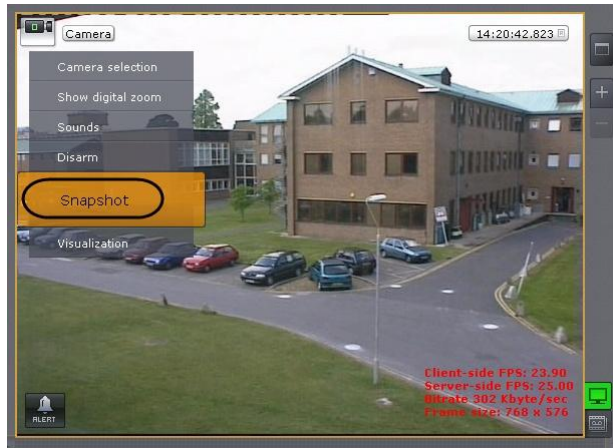 Camera
14:20:42.823
Camera selection
Show digital zoom
Sounds
Disarm
Snapshot
Visualization
Client-side FPS: 23.90
Server-side FPS: 25.00
Bitrate 302 Kbyte/sec
Frame size: 768 x 576
ALERT